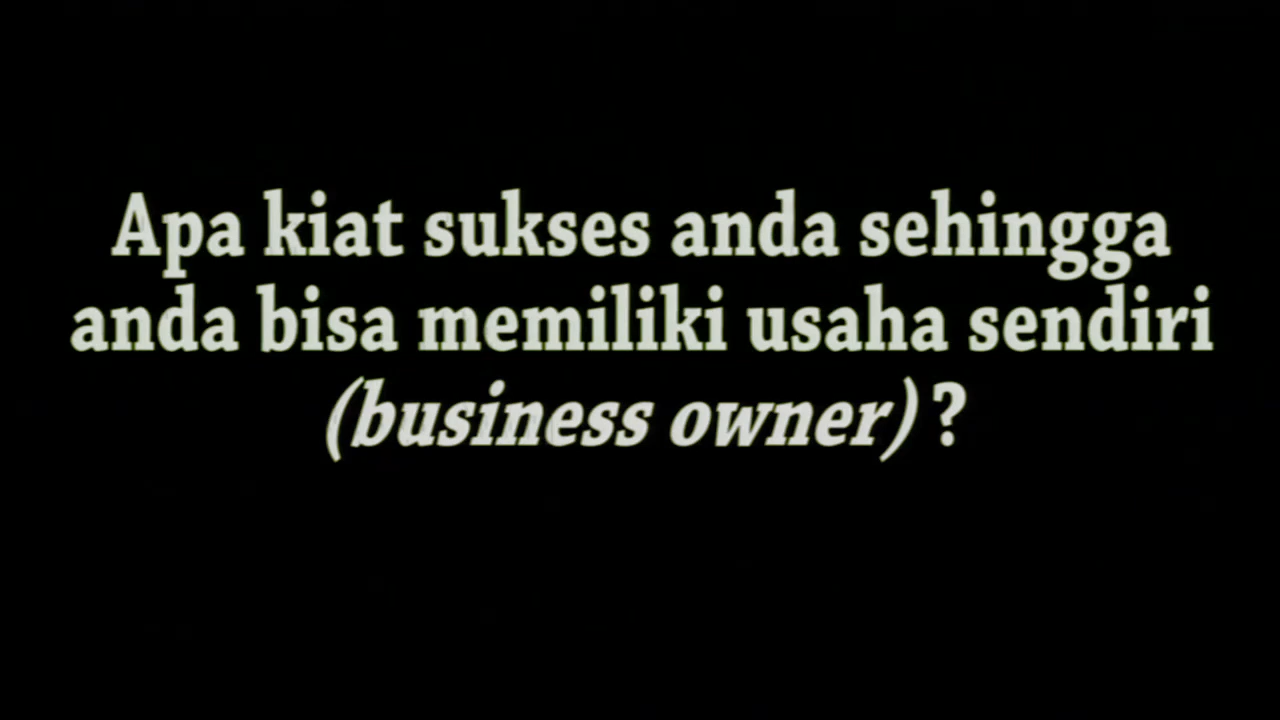 Apa kiat sukses anda sehingga
anda bisa memiliki usaha sendiri
(business owner) ?